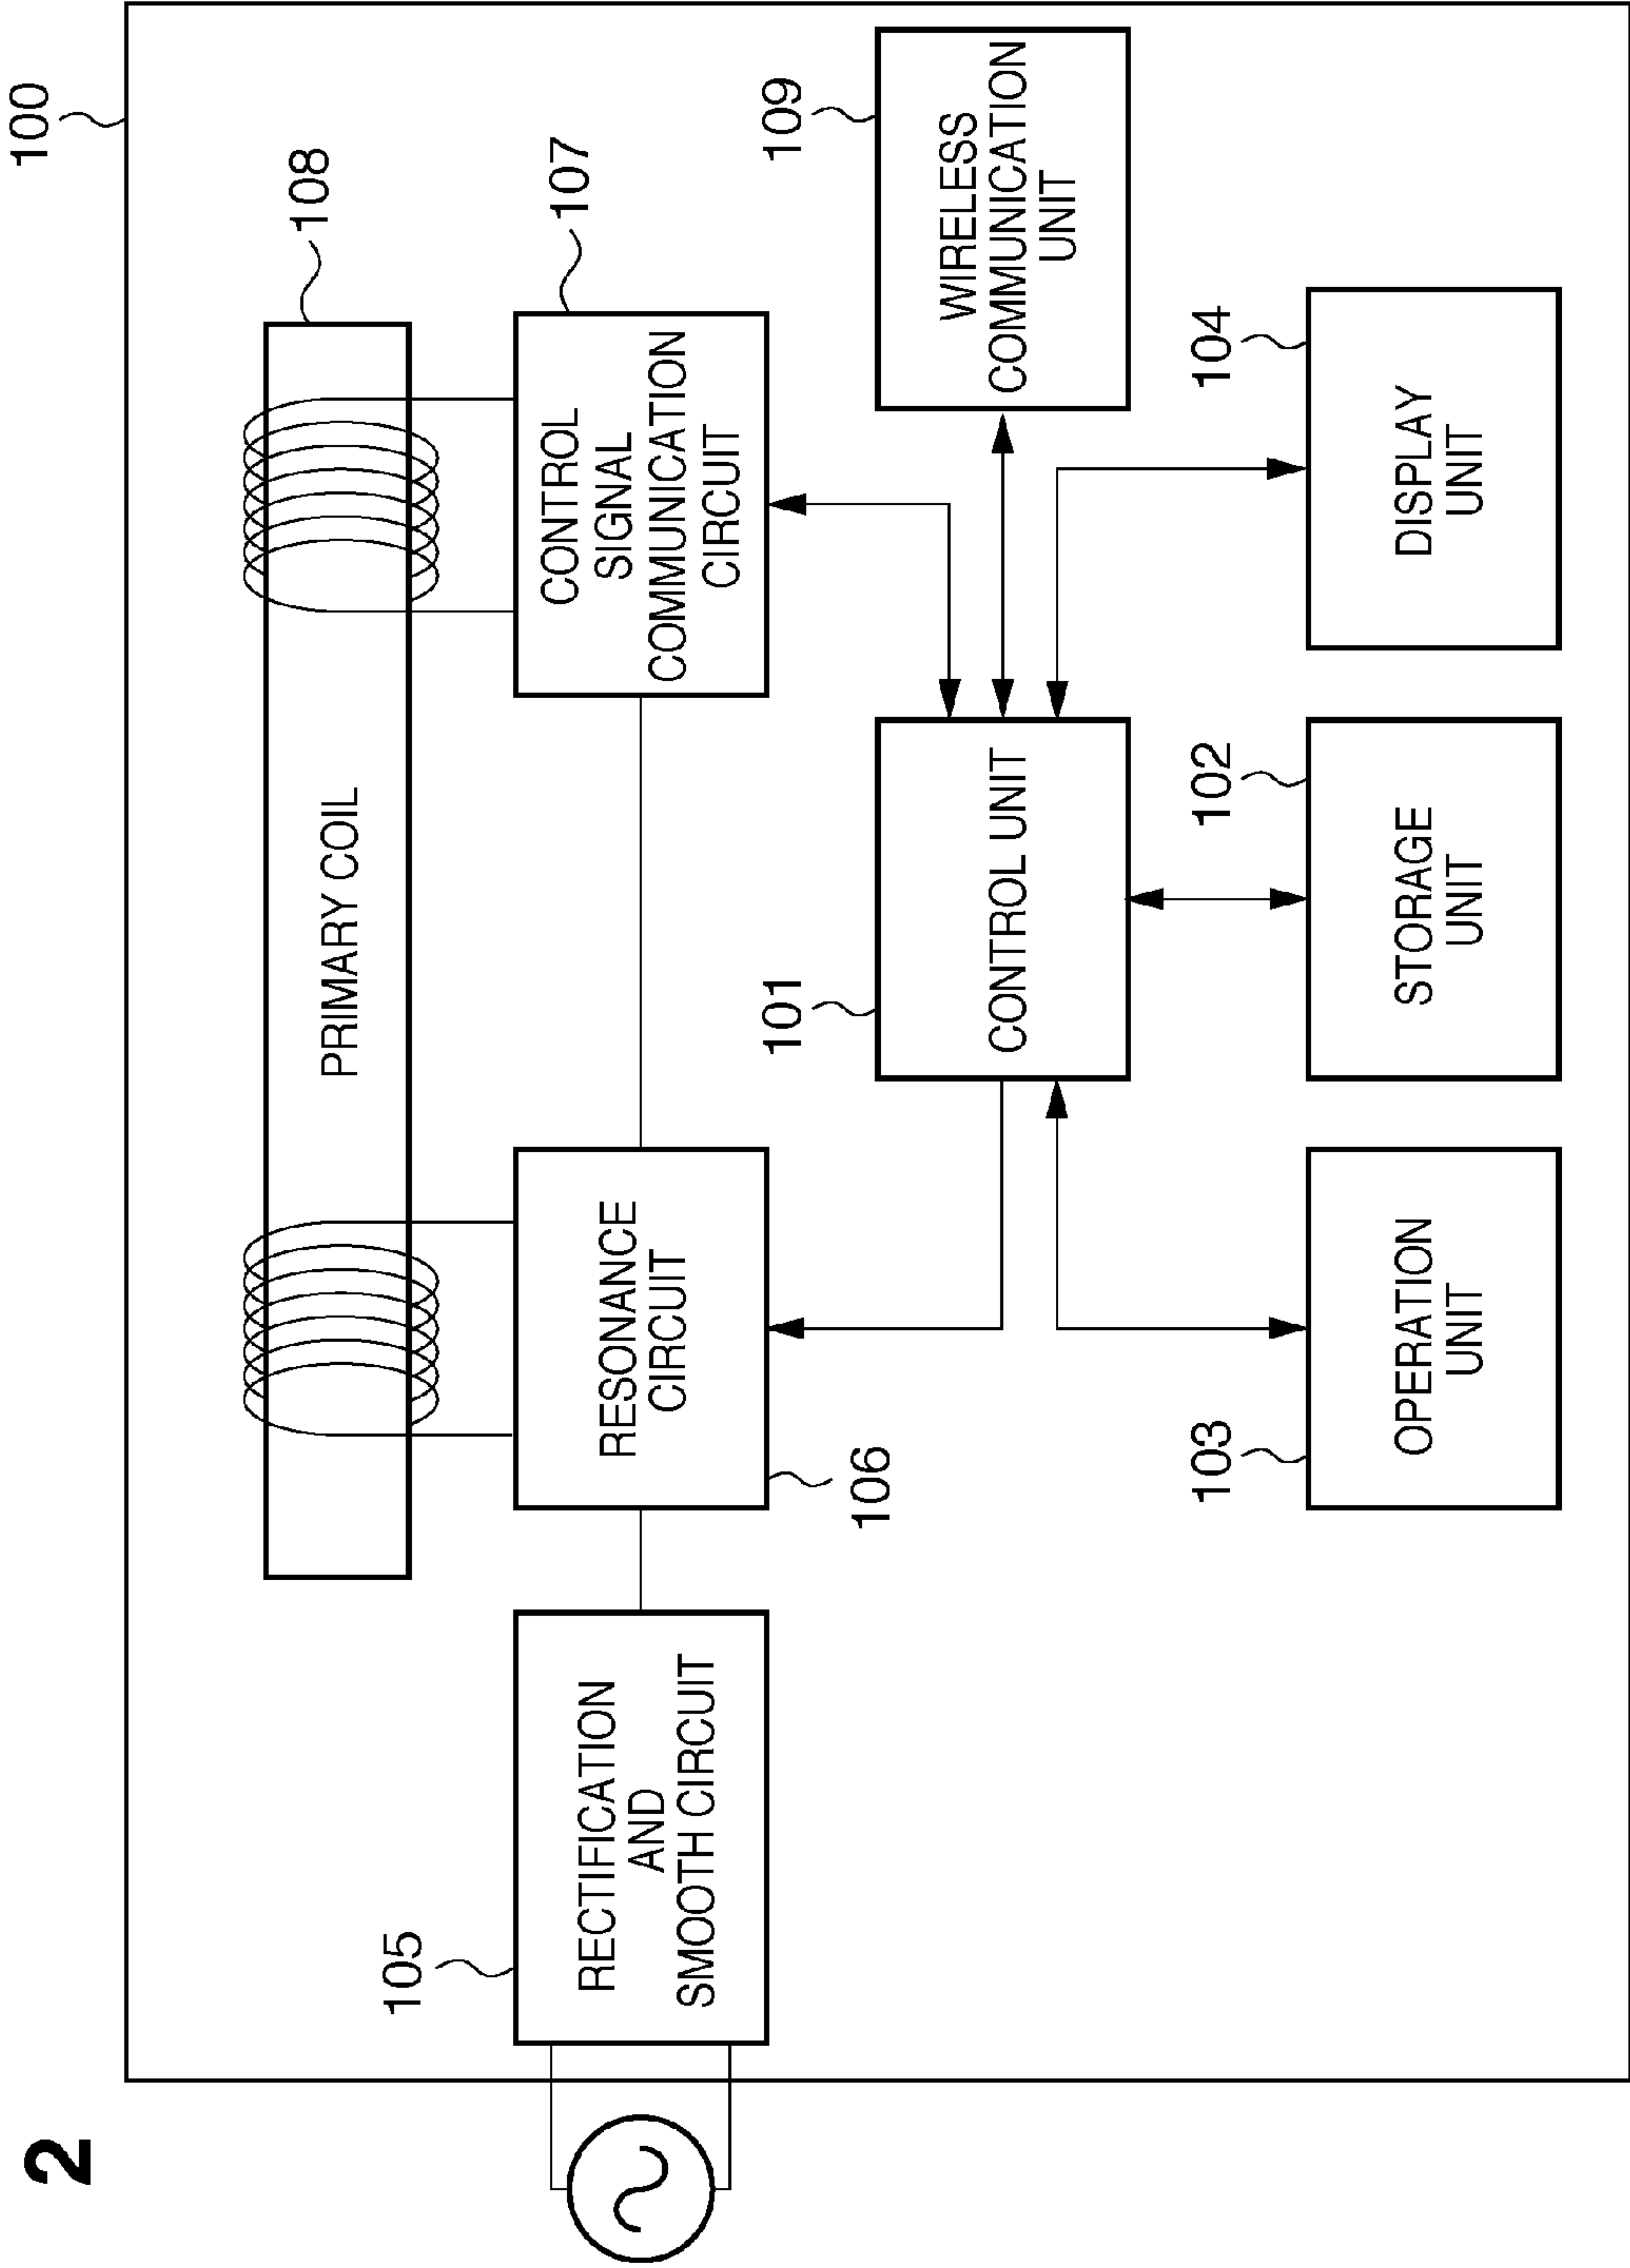 2
100
108
PRIMARY COIL
105
RECTIFICATION
AND
SMOOTH CIRCUIT
RESONANCE
CIRCUIT
106
107
CONTROL
SIGNAL
COMMUNICATION
CIRCUIT
101
CONTROL UNIT
109
WIRELESS
COMMUNICATION
UNIT
103
OPERATION
UNIT
102
STORAGE
UNIT
104
DISPLAY
UNIT